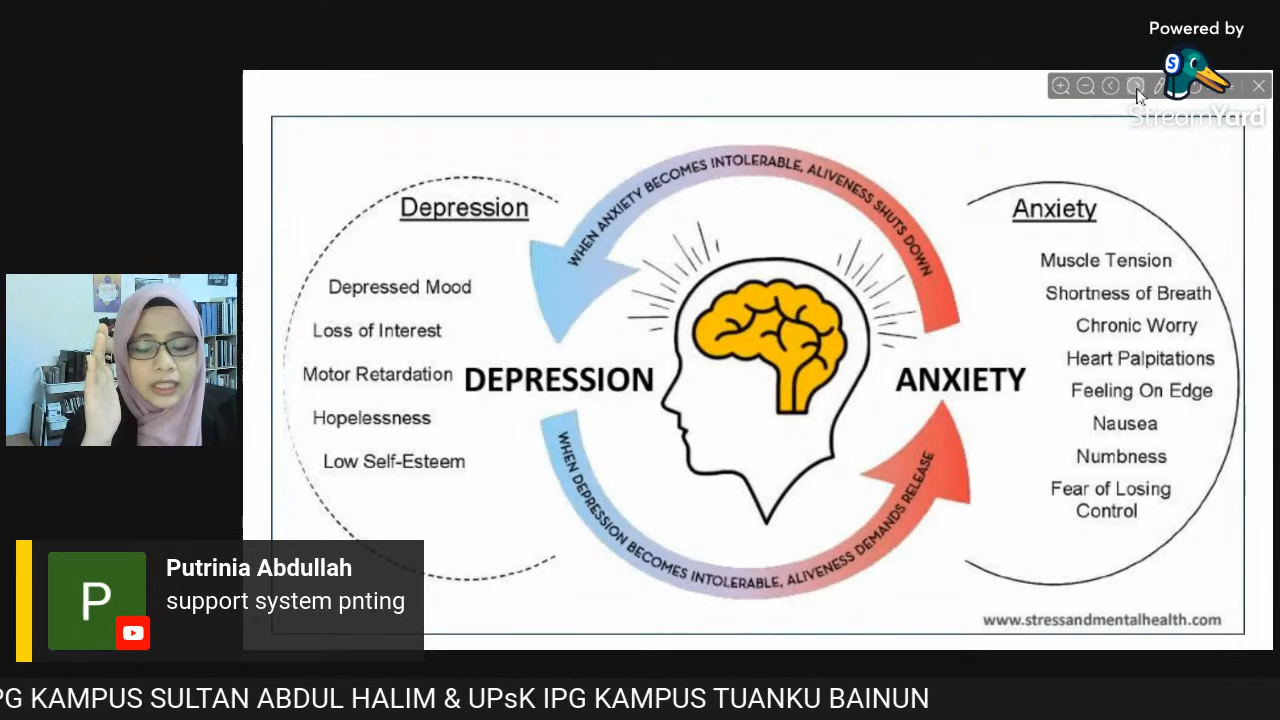 Powered by
StreamYard
WHEN ANXIETY BECOMES INTOLERABLE, ALIVENESS SHUTS DOWN
Depression
Depressed Mood
Loss of Interest
Motor Retardation
Hopelessness
Low Self-Esteem
DEPRESSION
ANXIETY
Anxiety
Muscle Tension
Shortness of Breath
Chronic Worry
Heart Palpitations
Feeling On Edge
Nausea
Numbness
Fear of Losing
Control
WHEN DEPRESSION BECOMES INTOLERABLE, ALIVENESS DEMANDS RELEASE
www.stressandmentalhealth.com
P
Putrinia Abdullah
support system pnting
PG KAMPUS SULTAN ABDUL HALIM & UPsK IPG KAMPUS TUANKU BAINUN